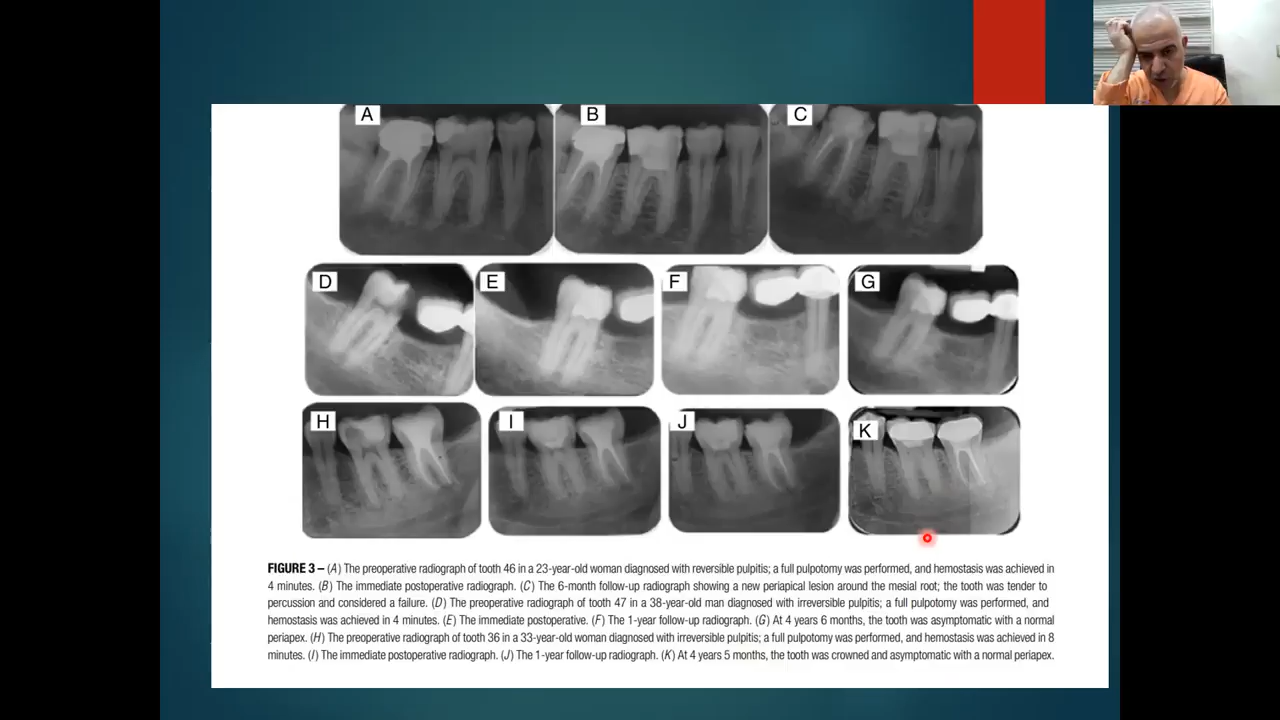 A B C
D E F G
H I J K
FIGURE 3 – (A) The preoperative radiograph of tooth 46 in a 23-year-old woman diagnosed with reversible pulpitis; a full pulpotomy was performed, and hemostasis was achieved in
4 minutes. (B) The immediate postoperative radiograph. (C) The 6-month follow-up radiograph showing a new periapical lesion around the mesial root; the tooth was tender to
percussion and considered a failure. (D) The preoperative radiograph of tooth 47 in a 38-year-old man diagnosed with irreversible pulpitis; a full pulpotomy was performed, and
hemostasis was achieved in 4 minutes. (E) The immediate postoperative. (F) The 1-year follow-up radiograph. (G) At 4 years 6 months, the tooth was asymptomatic with a normal
periapex. (H) The preoperative radiograph of tooth 36 in a 33-year-old woman diagnosed with irreversible pulpitis; a full pulpotomy was performed, and hemostasis was achieved in 8
minutes. (I) The immediate postoperative radiograph. (J) The 1-year follow-up radiograph. (K) At 4 years 5 months, the tooth was crowned and asymptomatic with a normal periapex.